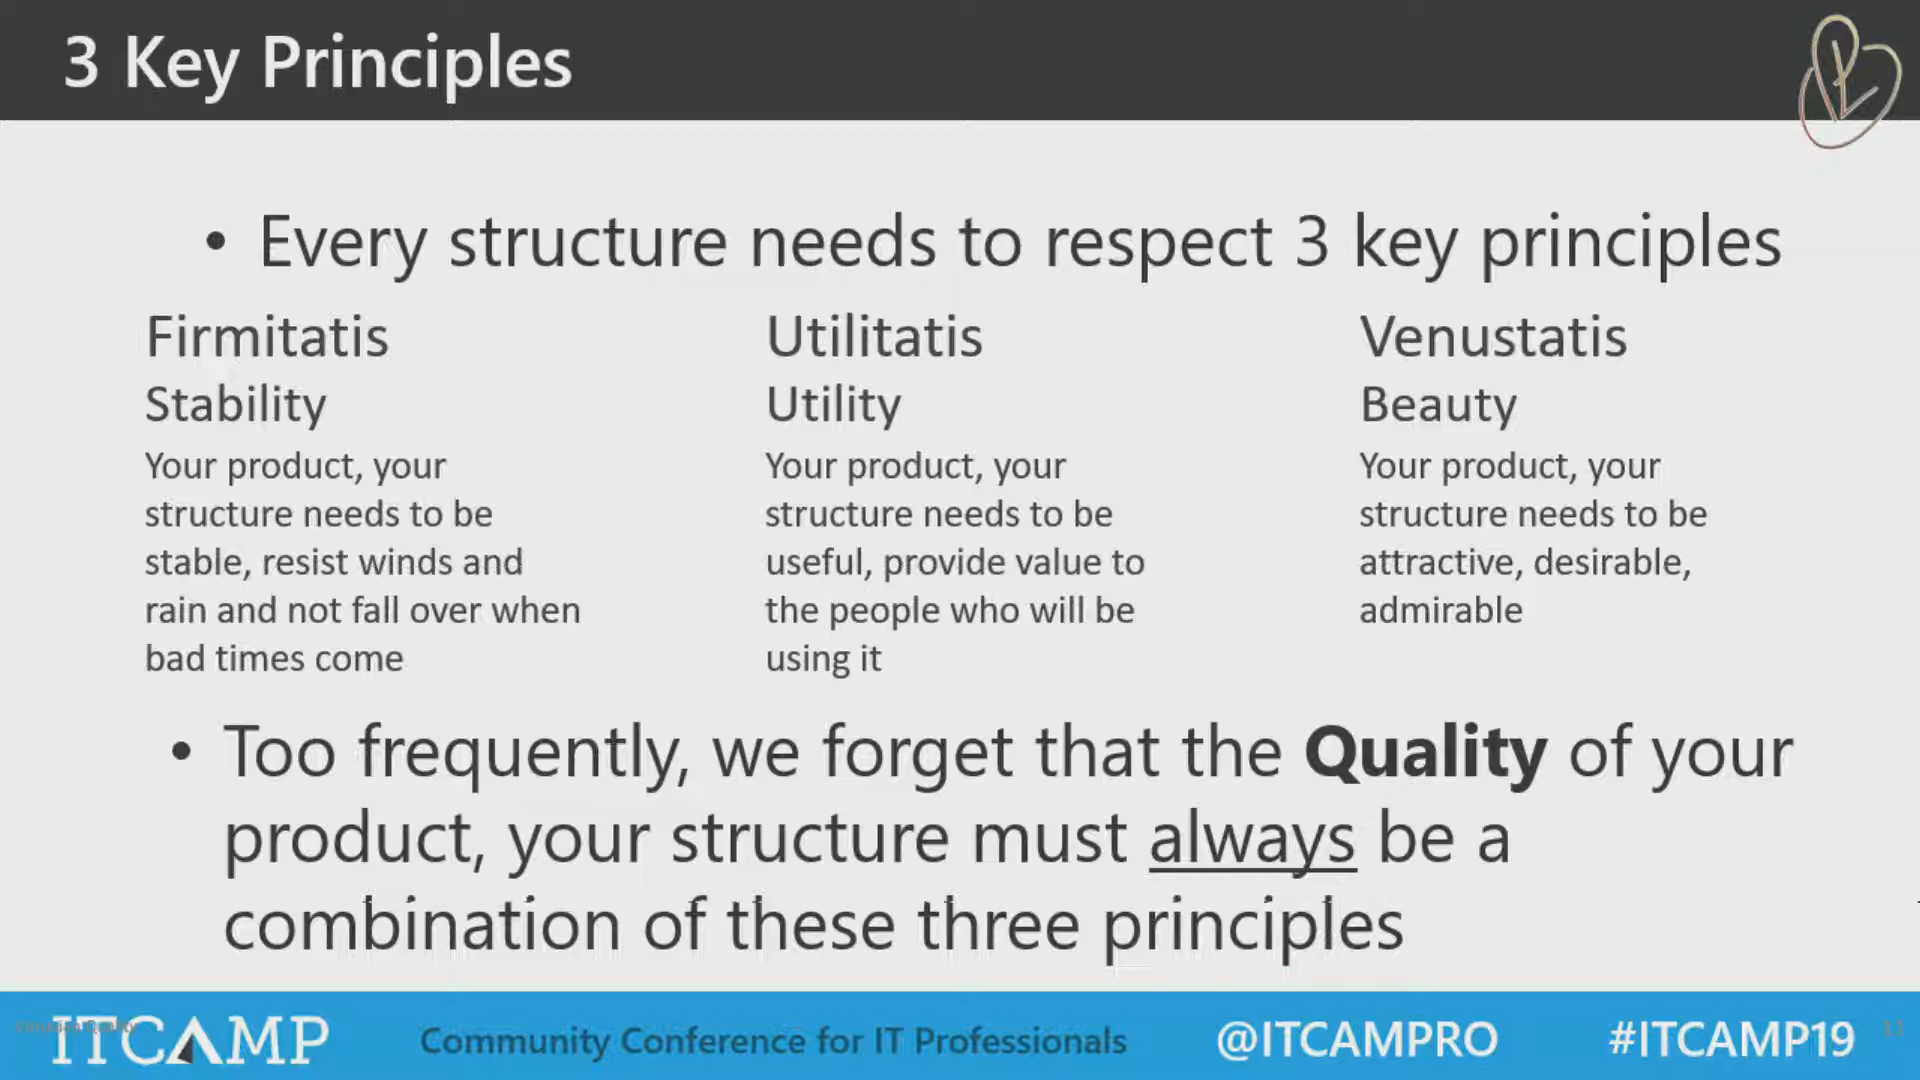 3 Key Principles
• Every structure needs to respect 3 key principles
Firmitatis
Stability
Your product, your
structure needs to be
stable, resist winds and
rain and not fall over when
bad times come
Utilitatis
Utility
Your product, your
structure needs to be
useful, provide value to
the people who will be
using it
Venustatis
Beauty
Your product, your
structure needs to be
attractive, desirable,
admirable
• Too frequently, we forget that the Quality of your
product, your structure must always be a
combination of these three principles
ITCAMP
Community Conference for IT Professionals
@ITCAMPRO
#ITCAMP19